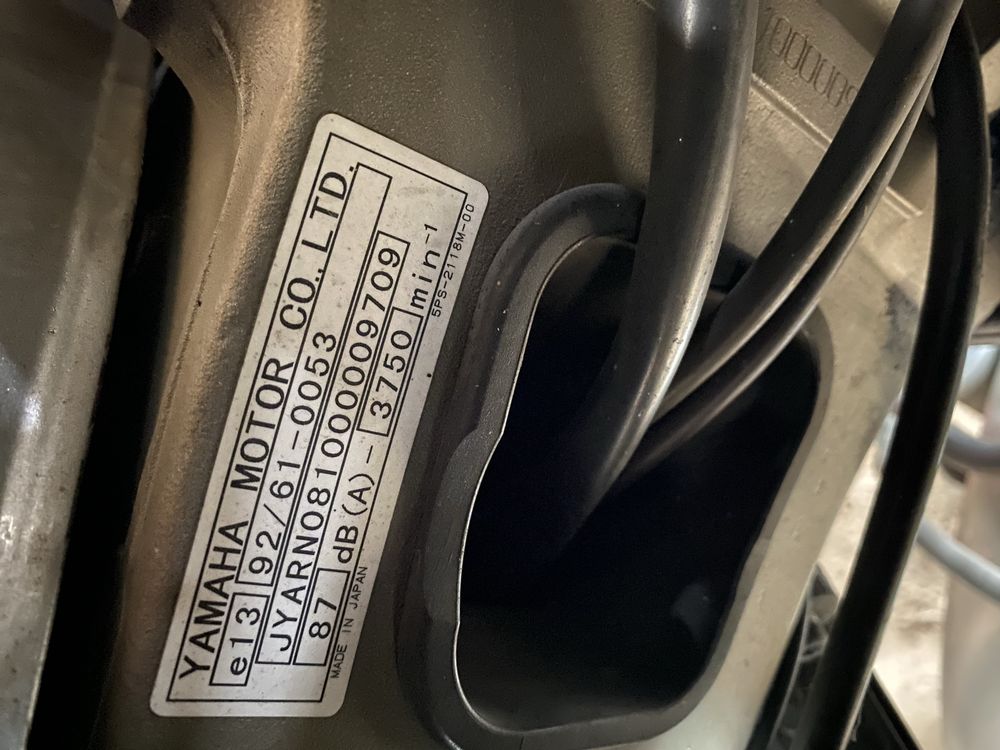 YAMAHA MOTOR CO., LTD.
e13 92/61-0053
JYARN081000009709
87 dB(A) - 3750 min-1
MADE IN JAPAN 5PS-2118M-00